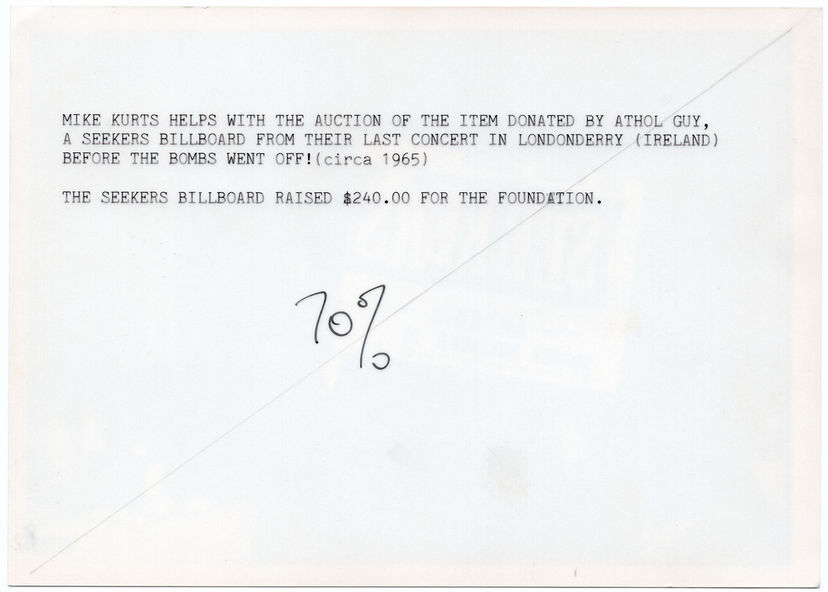 MIKE KURTS HELPS WITH THE AUCTION OF THE ITEM DONATED BY ATHOL GUY,
A SEEKERS BILLBOARD FROM THEIR LAST CONCERT IN LONDONDERRY (IRELAND)
BEFORE THE BOMBS WENT OFF!(circa 1965)
THE SEEKERS BILLBOARD RAISED $240.00 FOR THE FOUNDATION.
70%